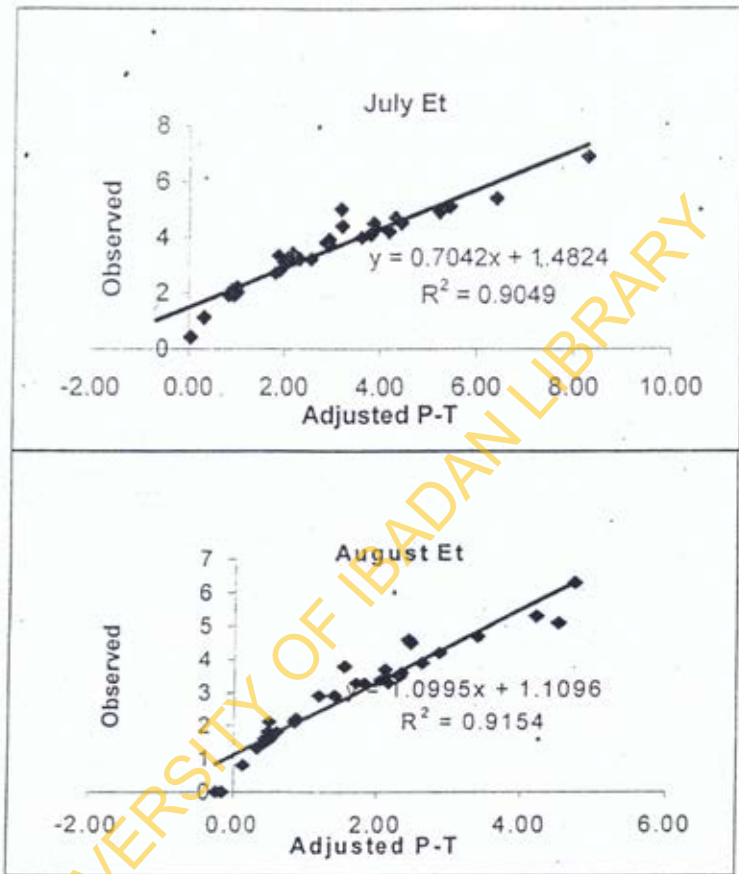 July Et
8
6
4
2
0
Observed
y = 0.7042x + 1.4824
R² = 0.9049
-2.00 0.00 2.00 4.00 6.00 8.00 10.00
Adjusted P-T
August Et
7
6
5
4
3
2
1
0
Observed
= 1.0995x + 1.1096
R² = 0.9154
-2.00 0.00 2.00 4.00 6.00
Adjusted P-T
UNIVERSITY OF IBADAN LIBRARY